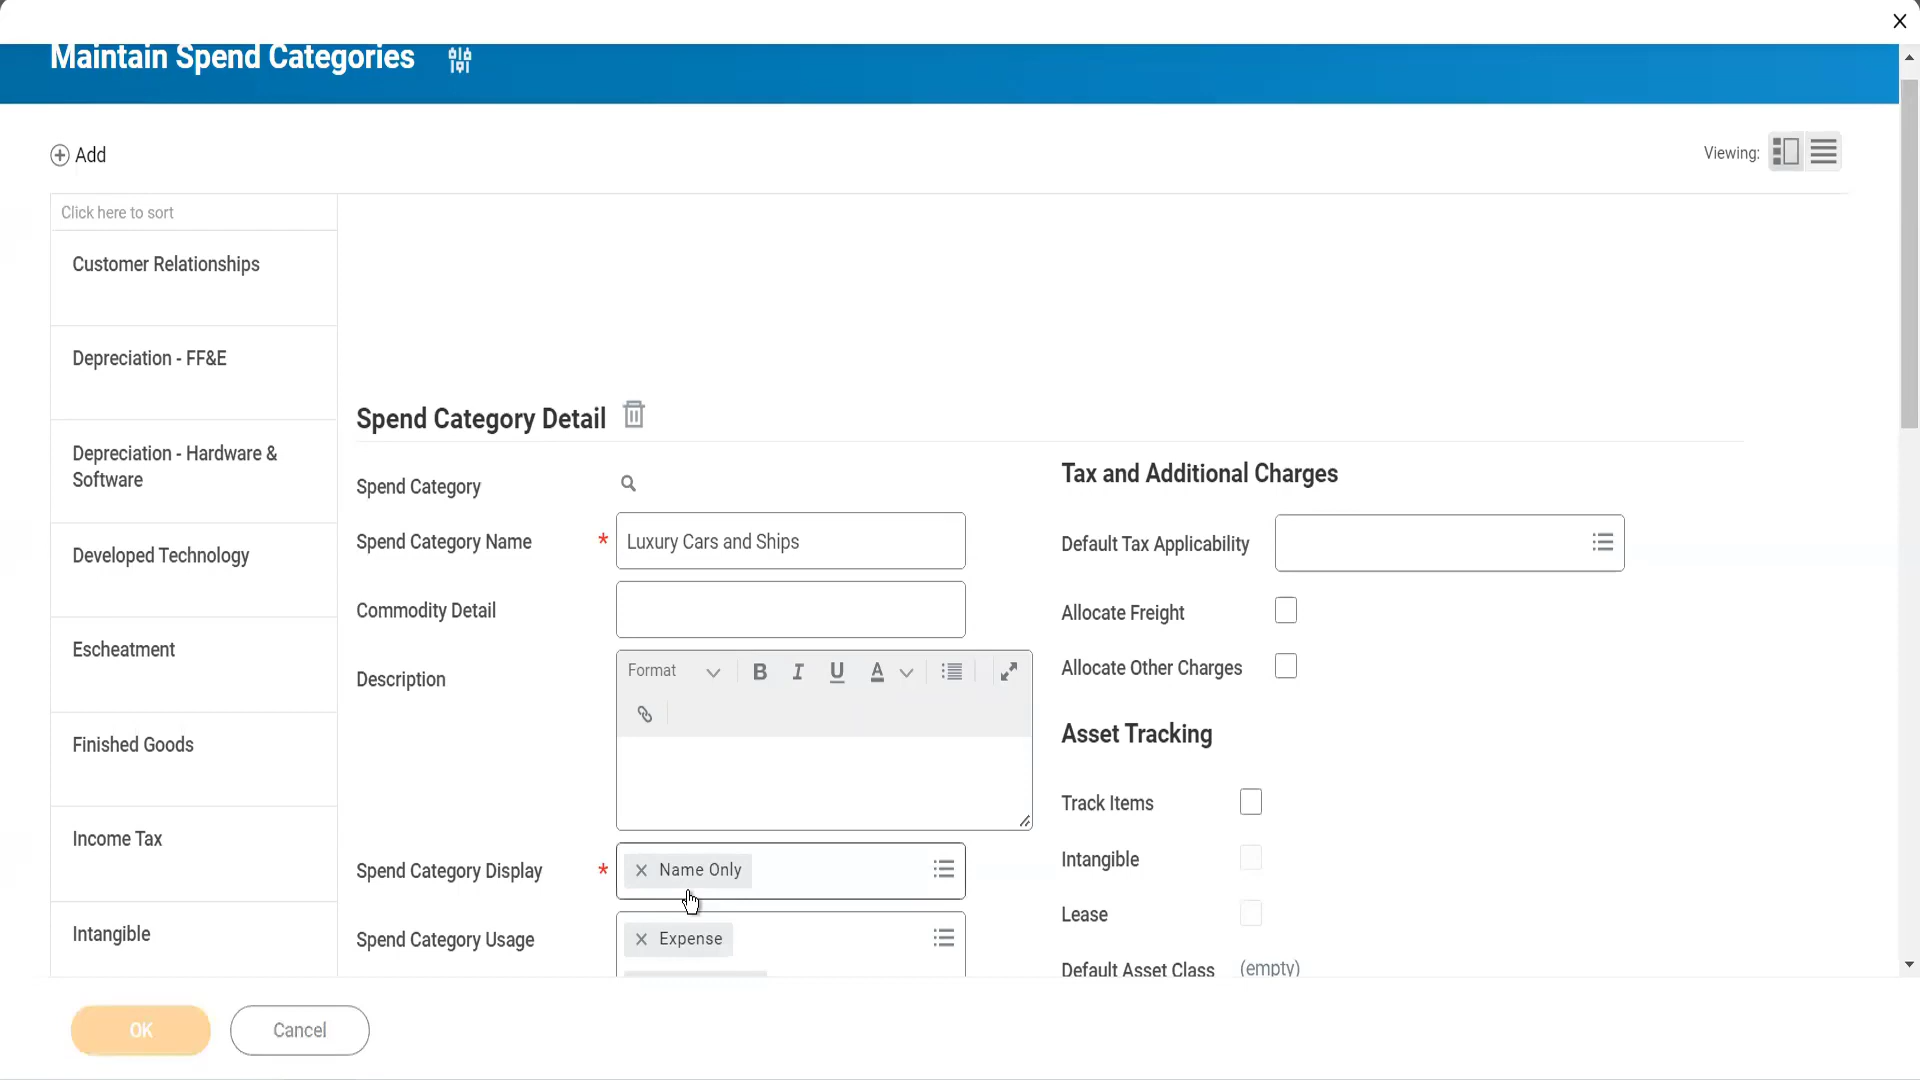 Maintain Spend Categories
Add
Viewing:
Click here to sort
Customer Relationships
Depreciation - FF&E
Depreciation - Hardware &
Software
Developed Technology
Escheatment
Finished Goods
Income Tax
Intangible
Spend Category Detail
Spend Category
Spend Category Name * Luxury Cars and Ships
Commodity Detail
Description
Format B I U A
Spend Category Display * × Name Only
Spend Category Usage × Expense
Tax and Additional Charges
Default Tax Applicability
Allocate Freight
Allocate Other Charges
Asset Tracking
Track Items
Intangible
Lease
Default Asset Class (empty)
OK Cancel